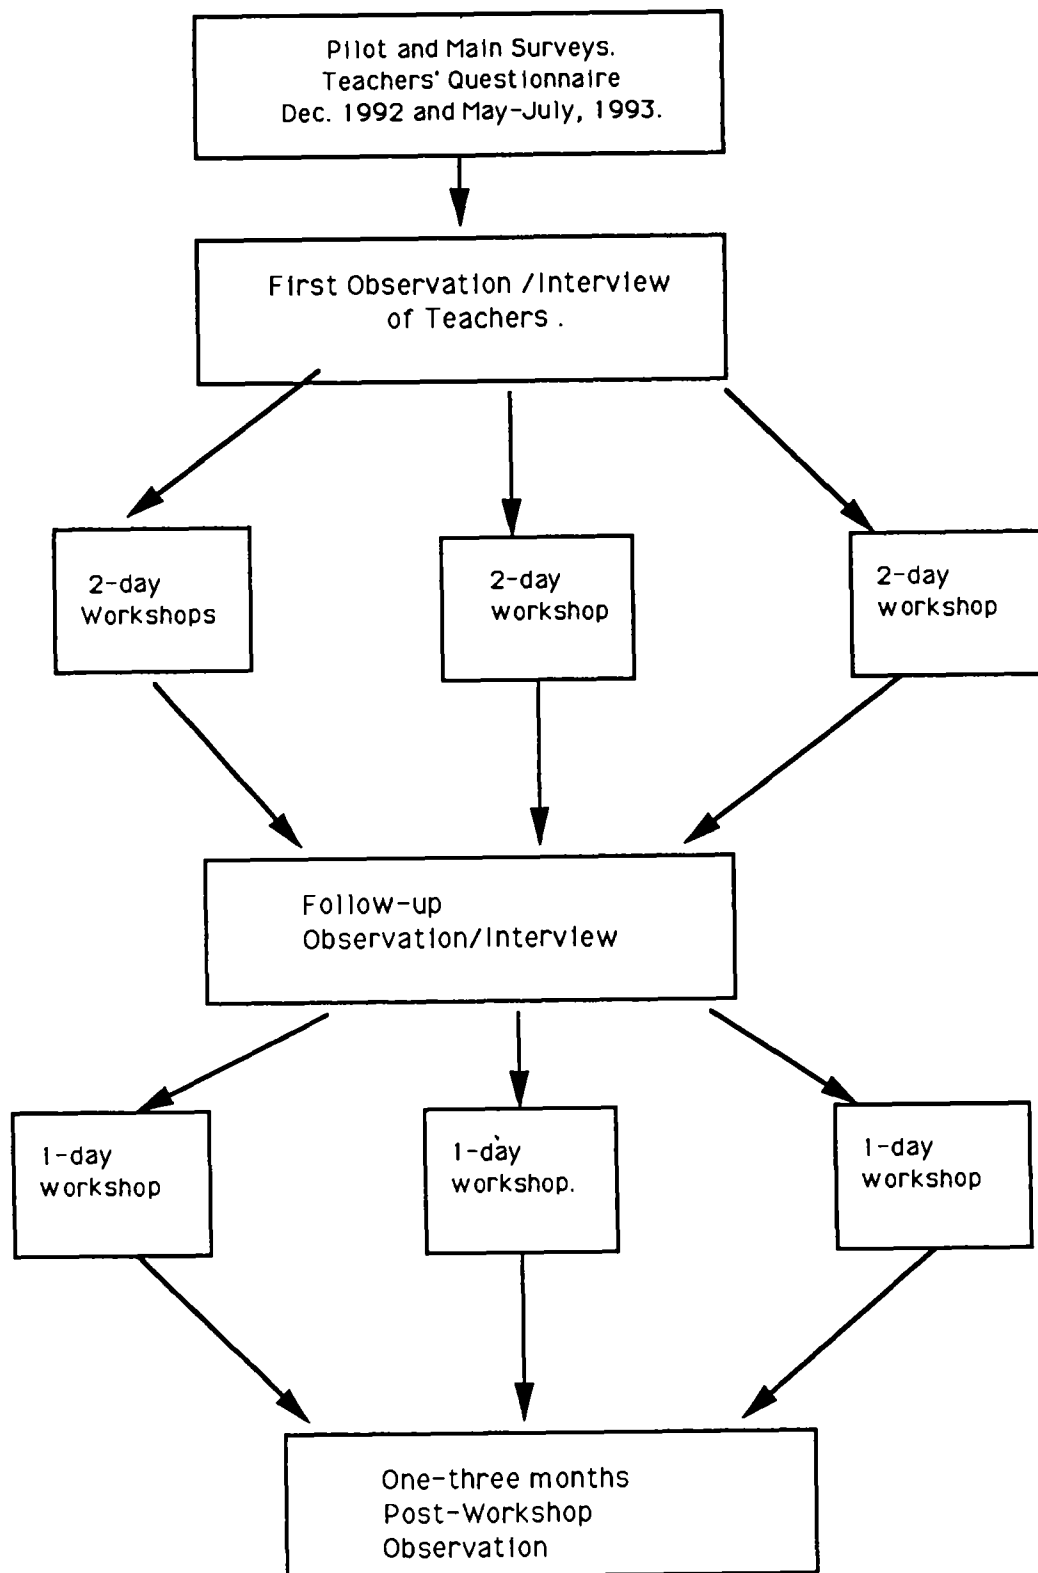 Pilot and Main Surveys.
Teachers' Questionnaire
Dec. 1992 and May-July, 1993.
First Observation /Interview
of Teachers .
2-day
Workshops
2-day
workshop
2-day
workshop
Follow-up
Observation/Interview
1-day
workshop
1-day
workshop.
1-day
workshop
One-three months
Post-Workshop
Observation